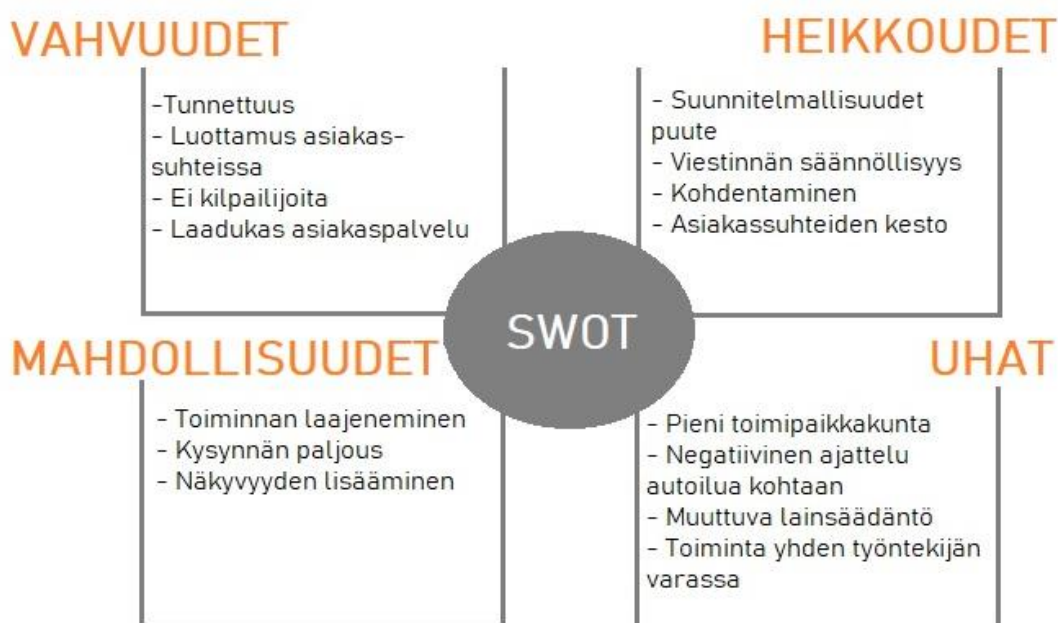 VAHVUUDET
-Tunnettuus
- Luottamus asiakas-
suhteissa
- Ei kilpailijoita
- Laadukas asiakaspalvelu
HEIKKOUDET
- Suunnitelmallisuudet
puute
- Viestinnän säännöllisyys
- Kohdentaminen
- Asiakassuhteiden kesto
SWOT
MAHDOLLISUUDET
- Toiminnan laajeneminen
- Kysynnän paljous
- Näkyvyyden lisääminen
UHAT
- Pieni toimipaikkakunta
- Negatiivinen ajattelu
autoilua kohtaan
- Muuttuva lainsäädäntö
- Toiminta yhden työntekijän
varassa